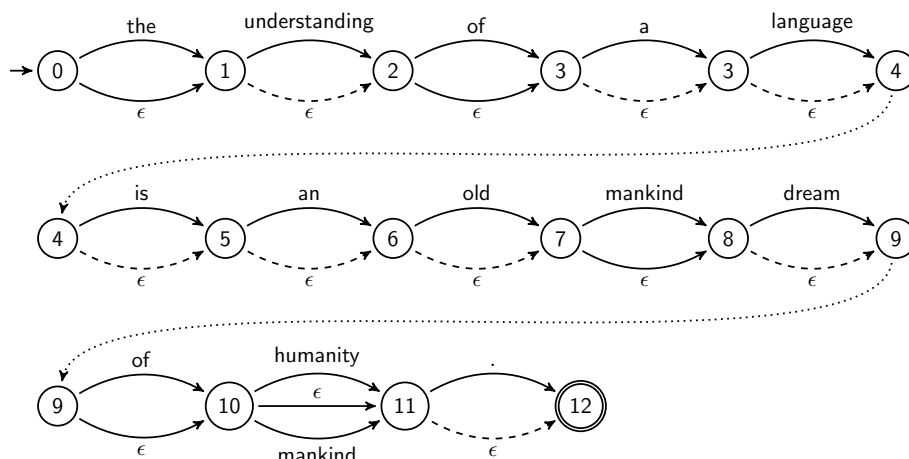 the understanding of a language
0 1 2 3 3 4
ϵ ϵ ϵ ϵ ϵ
is an old mankind dream
4 5 6 7 8 9
ϵ ϵ ϵ ϵ ϵ
of humanity .
ϵ
9 10 11 12
ϵ mankind ϵ